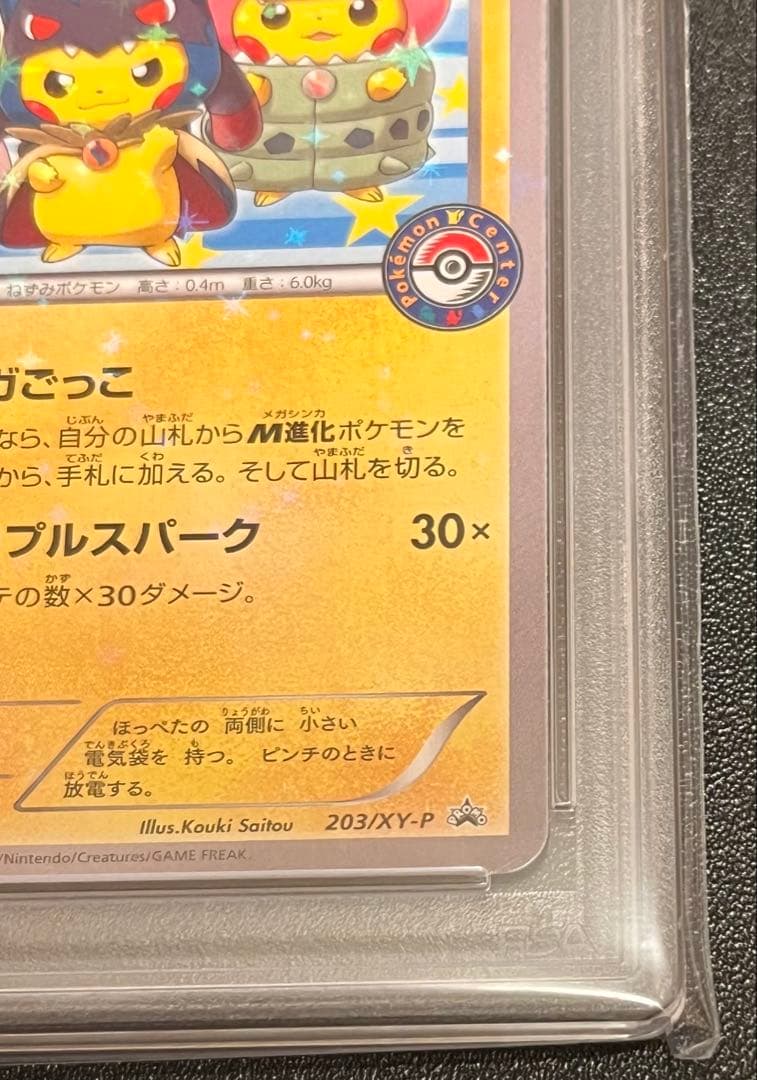 Pokémon Center
ねずみポケモン 高さ:0.4m 重さ:6.0kg
ガごっこ
なら、自分の山札からM進化ポケモンを
から、手札に加える。そして山札を切る。
プルスパーク 30×
テの数×30ダメージ。
ほっぺたの 両側に 小さい
電気袋を 持つ。 ピンチのときに
放電する。
Illus.Kouki Saitou 203/XY-P
/Nintendo/Creatures/GAME FREAK.